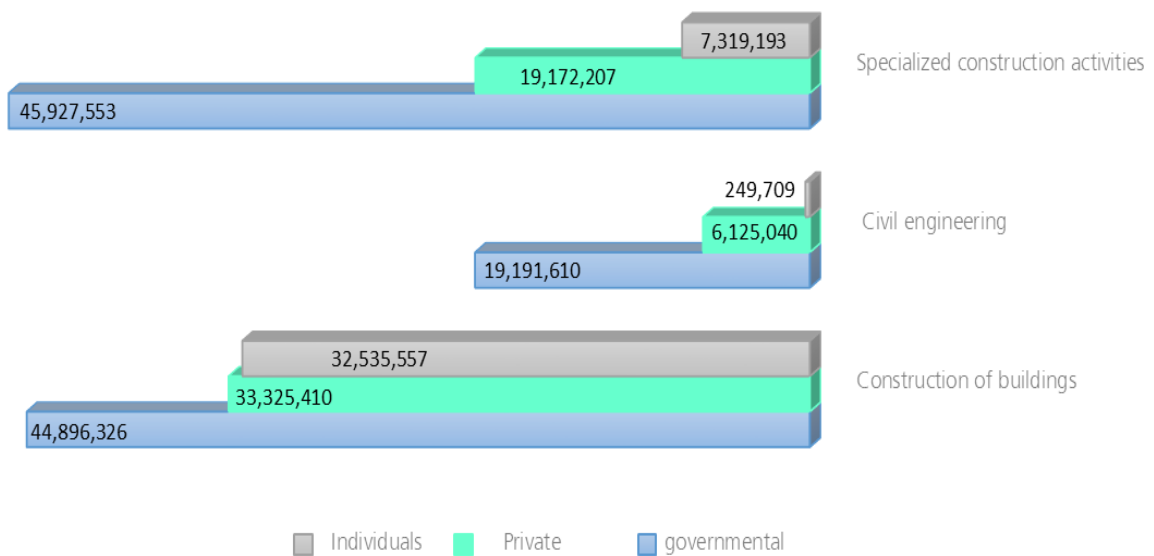 7,319,193
Specialized construction activities
19,172,207
45,927,553
249,709
Civil engineering
6,125,040
19,191,610
32,535,557
Construction of buildings
33,325,410
44,896,326
Individuals Private governmental